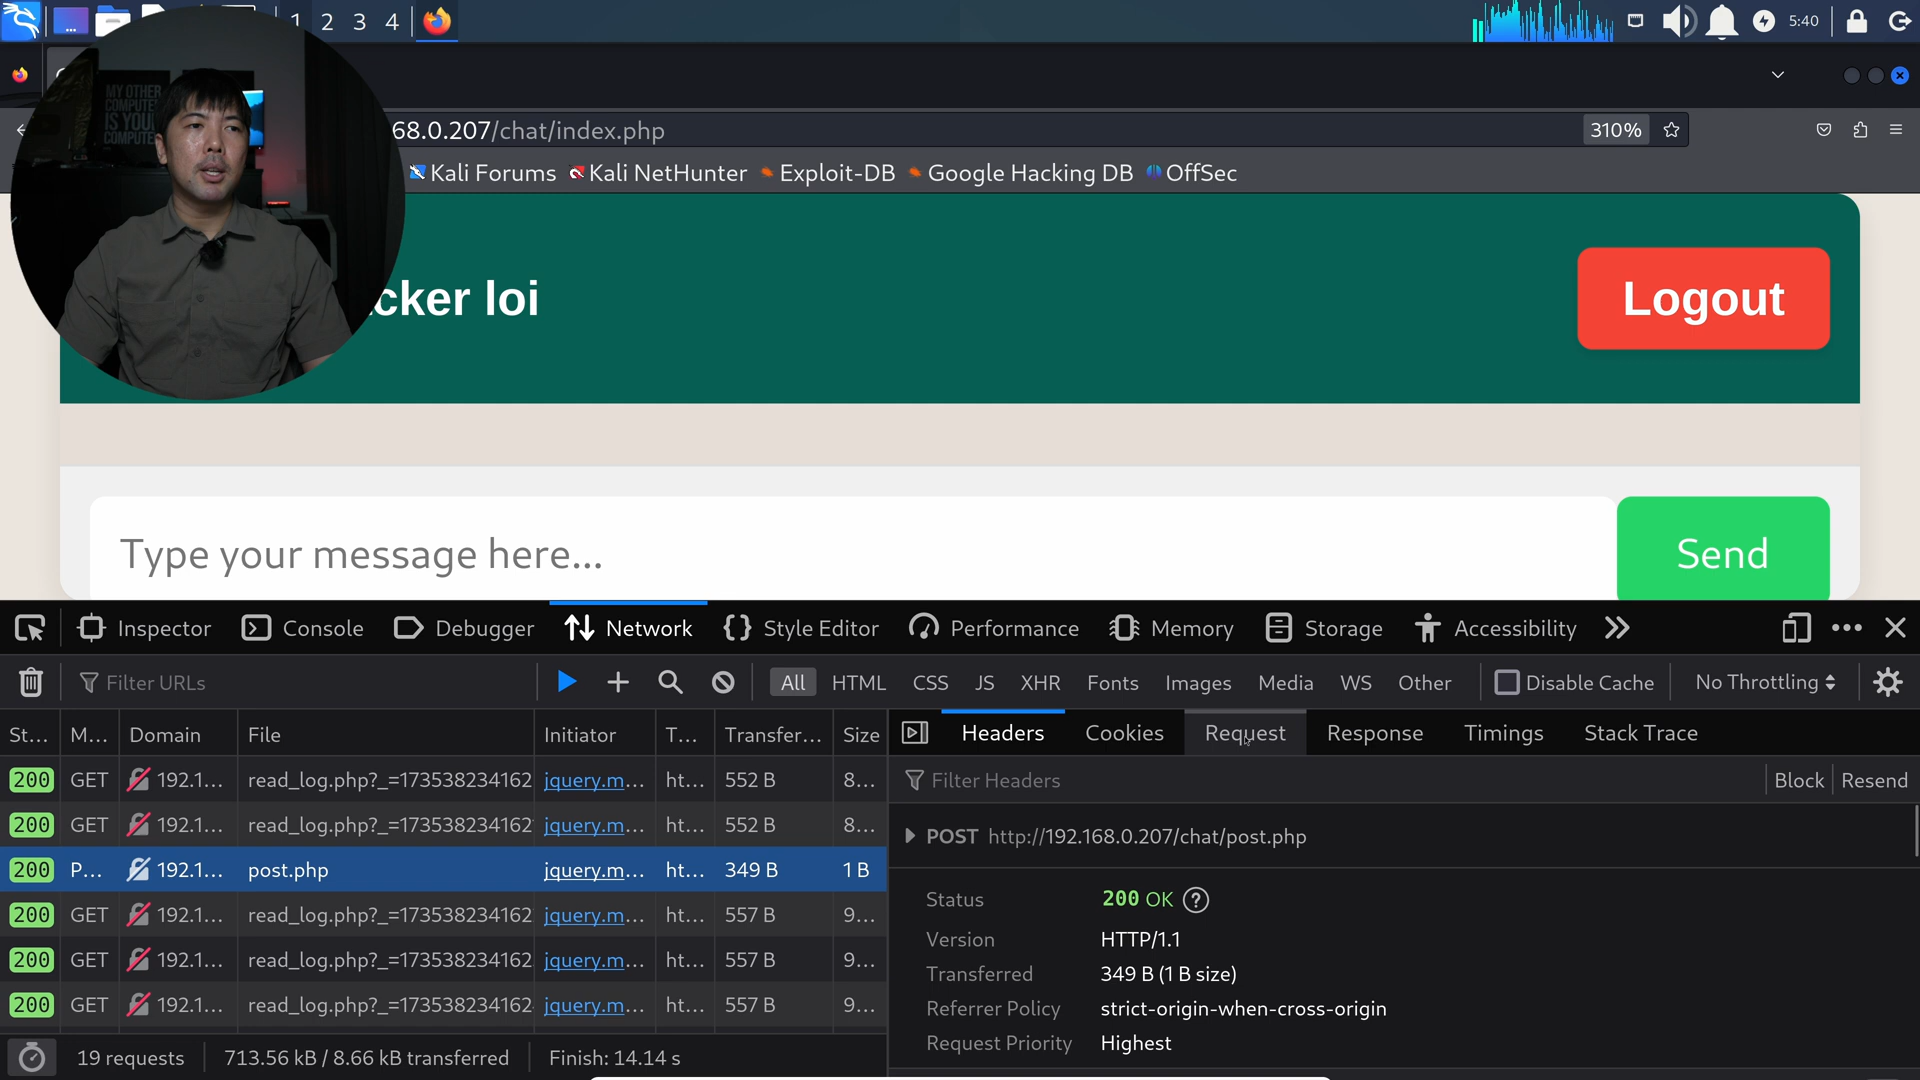 1 2 3 4
5:40
MY OTHER
COMPUTER
IS YOUR
COMPUTER
68.0.207/chat/index.php
310%
Kali Forums Kali NetHunter Exploit-DB Google Hacking DB OffSec
cker loi
Logout
Type your message here...
Send
Inspector Console Debugger Network Style Editor Performance Memory Storage Accessibility
Filter URLs
All HTML CSS JS XHR Fonts Images Media WS Other Disable Cache No Throttling
St... M... Domain File Initiator T... Transfer... Size
Headers Cookies Request Response Timings Stack Trace
200 GET 192.1... read_log.php?_=173538234162 jquery.m... ht... 552 B 8...
Filter Headers Block Resend
200 GET 192.1... read_log.php?_=173538234162 jquery.m... ht... 552 B 8...
POST http://192.168.0.207/chat/post.php
200 P... 192.1... post.php jquery.m... ht... 349 B 1 B
Status 200 OK ?
200 GET 192.1... read_log.php?_=173538234162 jquery.m... ht... 557 B 9...
Version HTTP/1.1
200 GET 192.1... read_log.php?_=173538234162 jquery.m... ht... 557 B 9...
Transferred 349 B (1 B size)
200 GET 192.1... read_log.php?_=173538234162 jquery.m... ht... 557 B 9...
Referrer Policy strict-origin-when-cross-origin
Request Priority Highest
19 requests 713.56 kB / 8.66 kB transferred Finish: 14.14 s